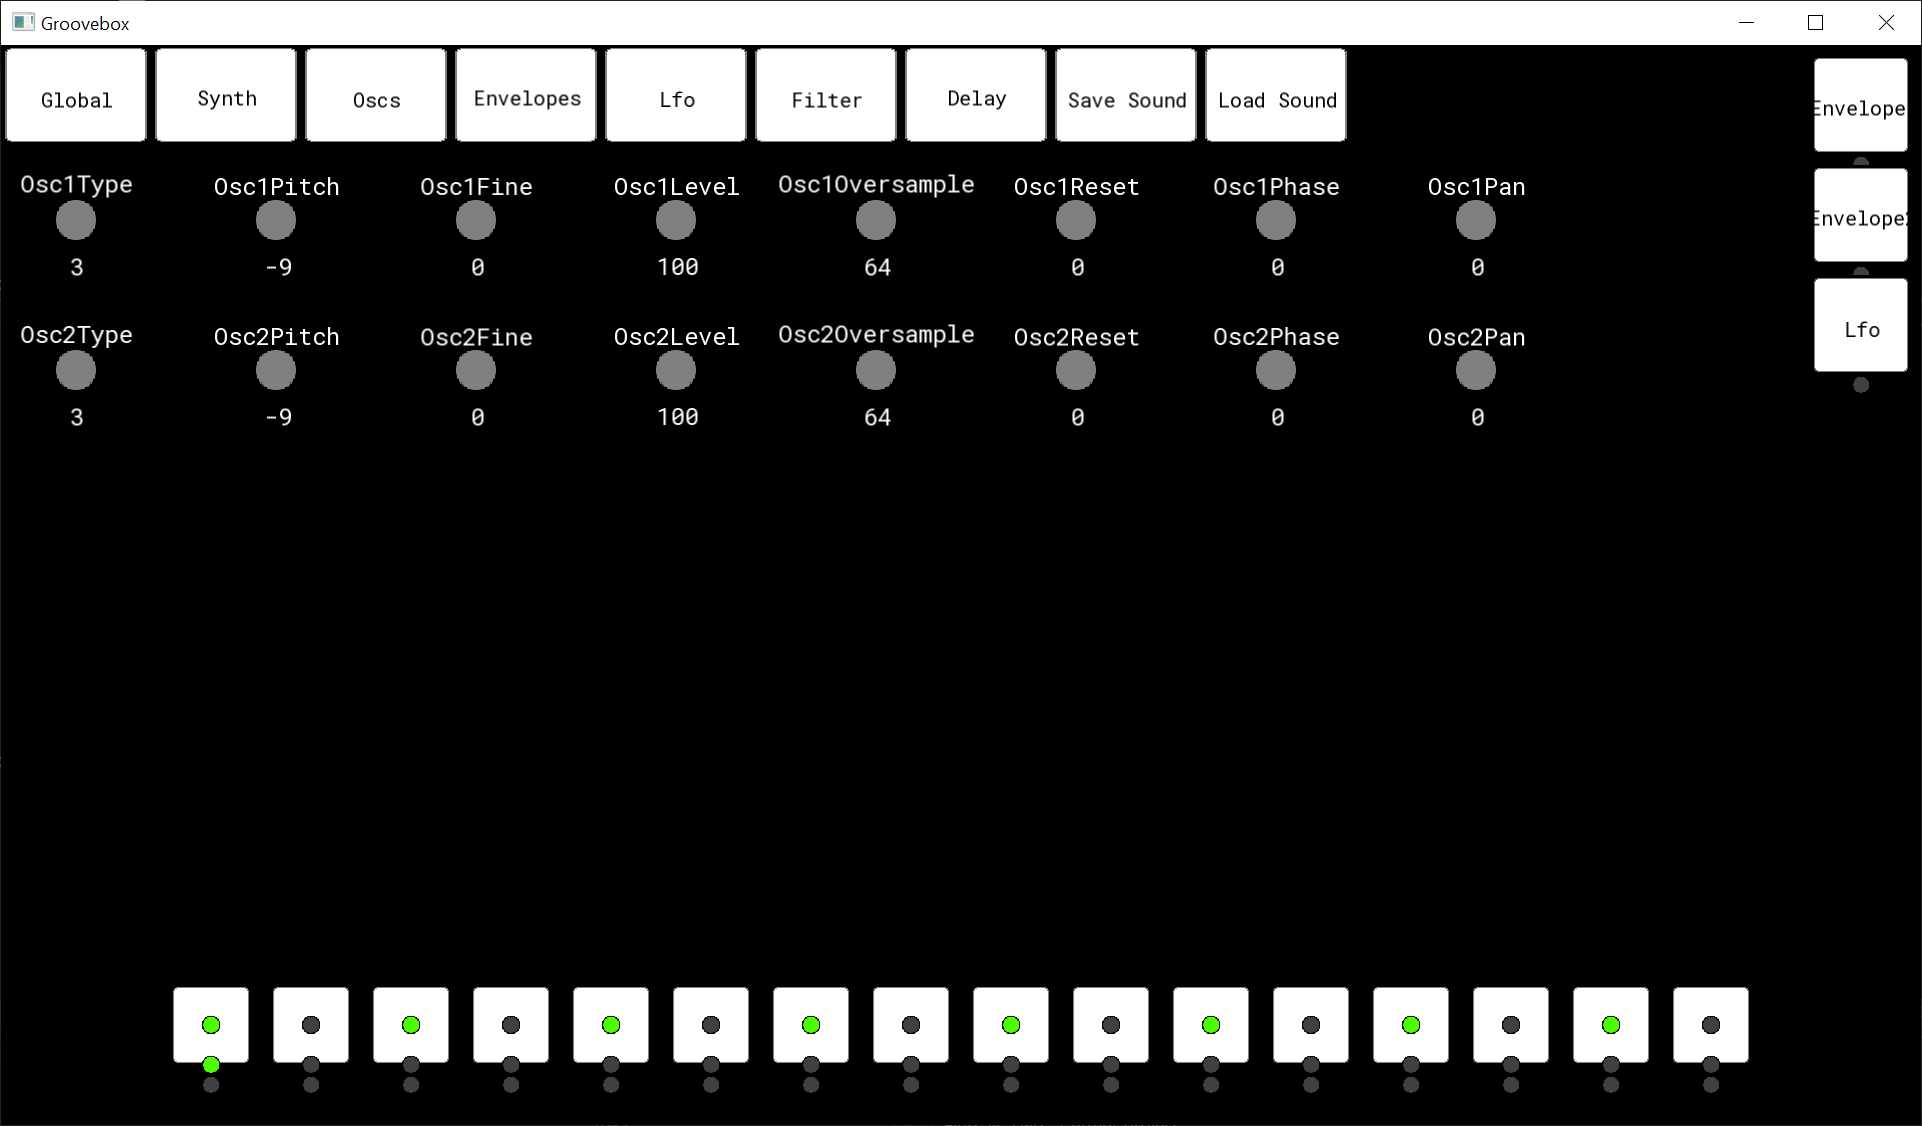 Groovebox
Global Synth Oscs Envelopes Lfo Filter Delay Save Sound Load Sound
Envelope
Osc1Type Osc1Pitch Osc1Fine Osc1Level Osc1Oversample Osc1Reset Osc1Phase Osc1Pan
Envelope2
3 -9 0 100 64 0 0 0
Osc2Type Osc2Pitch Osc2Fine Osc2Level Osc2Oversample Osc2Reset Osc2Phase Osc2Pan
Lfo
3 -9 0 100 64 0 0 0